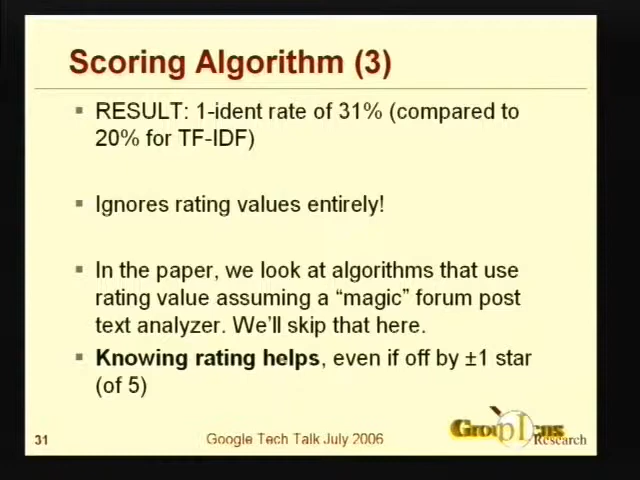 Scoring Algorithm (3)
RESULT: 1-ident rate of 31% (compared to
20% for TF-IDF)
Ignores rating values entirely!
In the paper, we look at algorithms that use
rating value assuming a “magic” forum post
text analyzer. We’ll skip that here.
Knowing rating helps, even if off by ±1 star
(of 5)
31
Google Tech Talk July 2006
GroupLens
Research